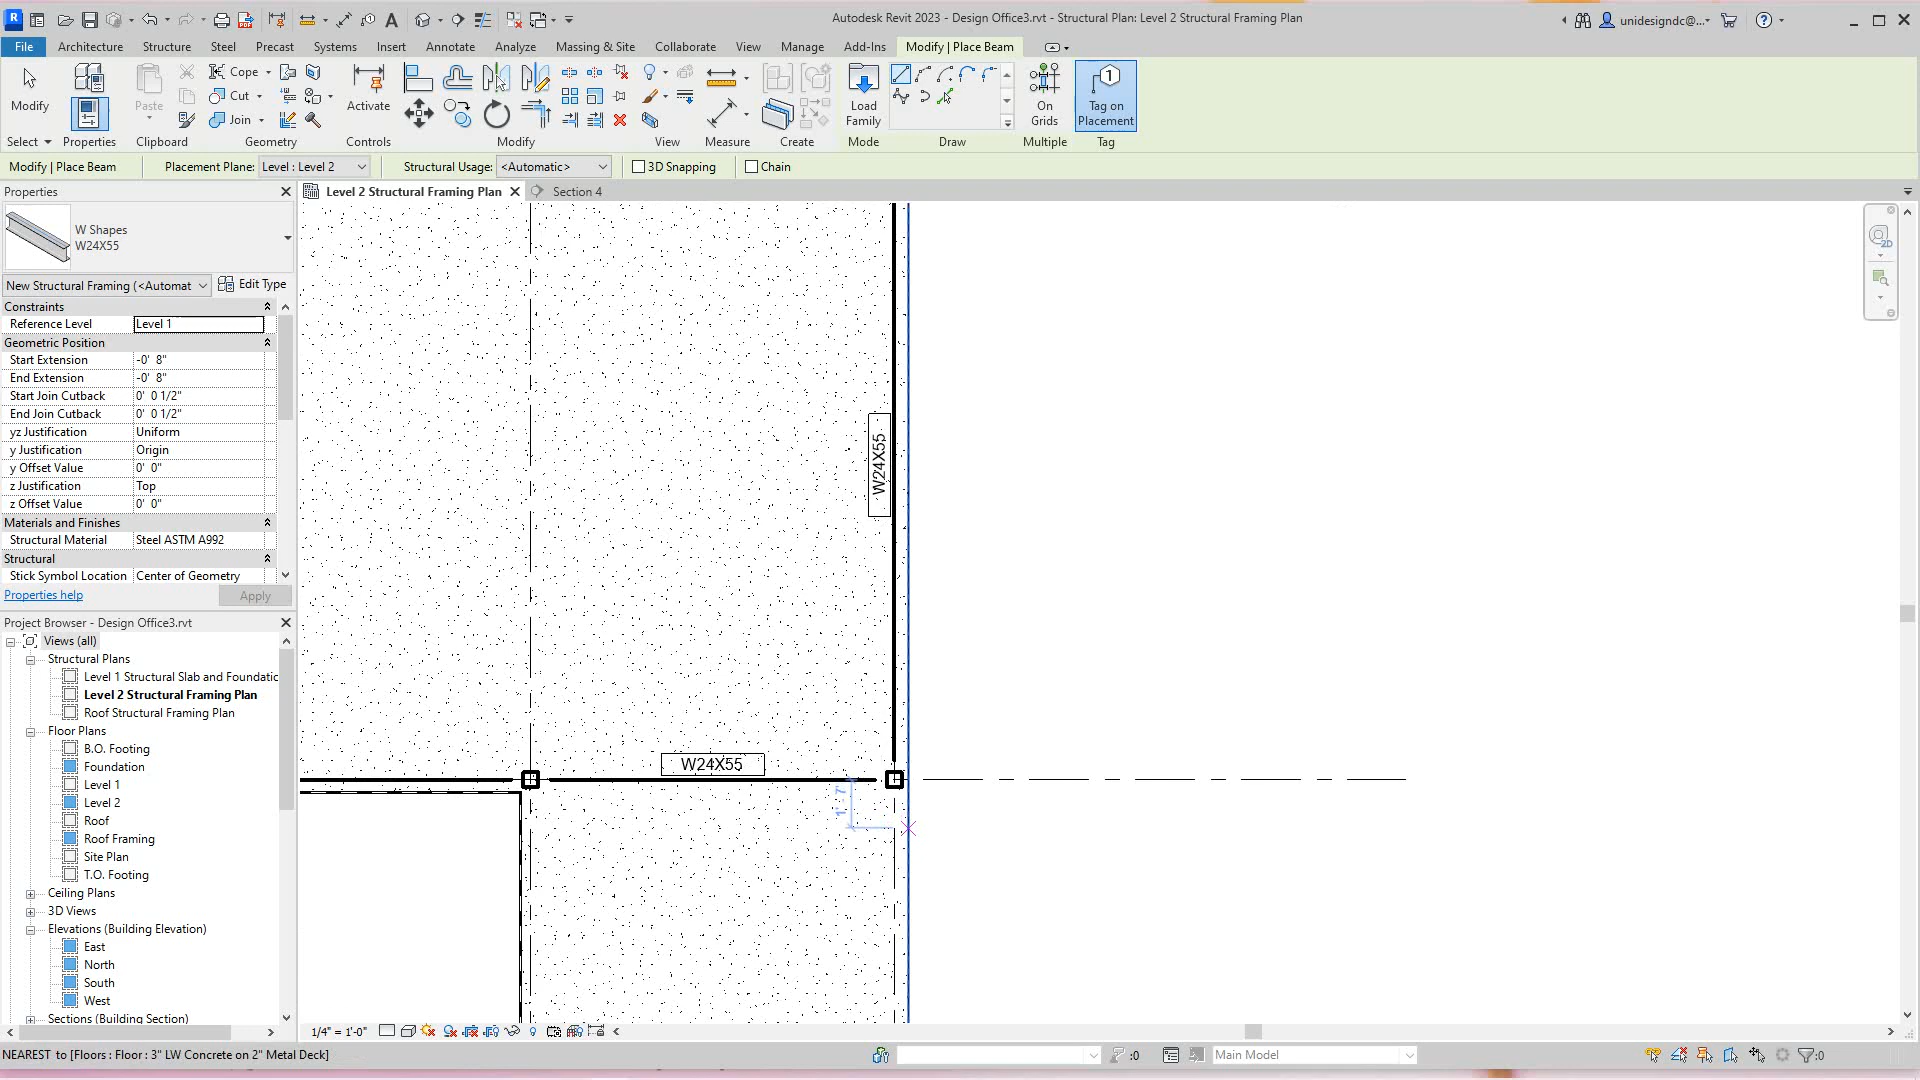 Autodesk Revit 2023 - Design Office3.rvt - Structural Plan: Level 2 Structural Framing Plan
unidesigndc@...
File Architecture Structure Steel Precast Systems Insert Annotate Analyze Massing & Site Collaborate View Manage Add-Ins Modify | Place Beam
Modify
Select
Properties
Paste
Clipboard
Cope
Cut
Join
Geometry
Activate
Controls
Modify
View
Measure
Create
Load
Family
Mode
Draw
On
Grids
Multiple
1
Tag on
Placement
Tag
Modify | Place Beam Placement Plane: Level : Level 2 Structural Usage: <Automatic> 3D Snapping Chain
Properties
W Shapes
W24X55
New Structural Framing (<Automat Edit Type
Constraints
Reference Level Level 1
Geometric Position
Start Extension -0' 8"
End Extension -0' 8"
Start Join Cutback 0' 0 1/2"
End Join Cutback 0' 0 1/2"
yz Justification Uniform
y Justification Origin
y Offset Value 0' 0"
z Justification Top
z Offset Value 0' 0"
Materials and Finishes
Structural Material Steel ASTM A992
Structural
Stick Symbol Location Center of Geometry
Properties help Apply
Project Browser - Design Office3.rvt
Views (all)
Structural Plans
Level 1 Structural Slab and Foundatic
Level 2 Structural Framing Plan
Roof Structural Framing Plan
Floor Plans
B.O. Footing
Foundation
Level 1
Level 2
Roof
Roof Framing
Site Plan
T.O. Footing
Ceiling Plans
3D Views
Elevations (Building Elevation)
East
North
South
West
Sections (Building Section)
Level 2 Structural Framing Plan Section 4
2D
W24X55
W24X55
1' 7"
1/4" = 1'-0"
NEAREST to [Floors : Floor : 3" LW Concrete on 2" Metal Deck]
:0
Main Model
:0